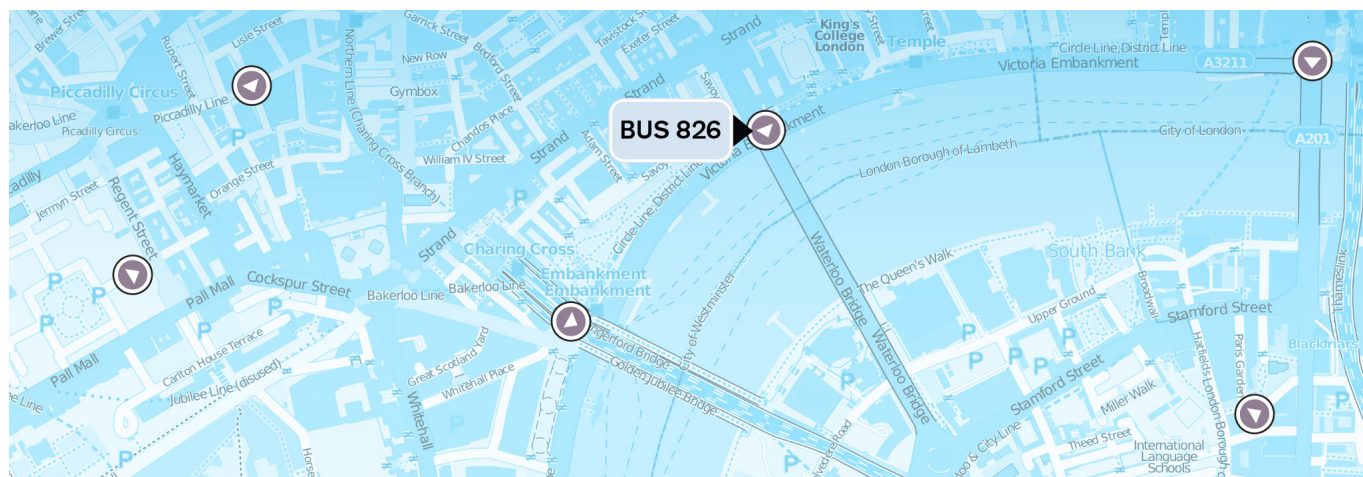 Brewer Street
Rupert Street
Lisle Street
Northern Line (Charing Cross Branch)
Garrick Street
Bedford Street
Tavistock Street
Exeter Street
Strand
King's
College
London
Temple
Circle Line;District Line
Victoria Embankment
A3211
New Row
Piccadilly Circus
Piccadilly Line
Gymbox
Chandos Place
Strand
BUS 826
Victoria Embankment
City of London
A201
Bakerloo Line
Picadilly Circus
P
William IV Street
Strand
Adam Street
London Borough of Lambeth
Haymarket
Orange Street
Jermyn Street
Regent Street
P
Circle Line;District Line
Waterloo Bridge
Strand
Charing Cross
Embankment
Embankment
Bakerloo Line
Bakerloo Line
The Queen's Walk
South Bank
Broadwall
Thameslink
P
P
Pall Mall
Cockspur Street
City of Westminster
Upper Ground
Stamford Street
P
P
P
Hungerford Bridge
Golden Jubilee Bridge
Waterloo Bridge
P
P
P
P
Blackfriars
Pall Mall
Carlton House Terrace
Jubilee Line (disused)
Great Scotland Yard
Whitehall Place
Whitehall
P
Stamford Street
Miller Walk
Hatfields
London Borough
Paris Garden
P
P
Theed Street
International
Language
Schools
P
P